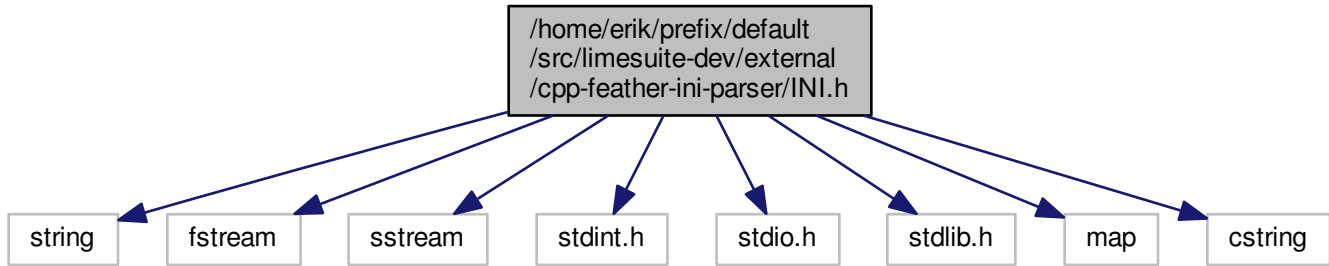 /home/erik/prefix/default
/src/limesuite-dev/external
/cpp-feather-ini-parser/INI.h
string
fstream
sstream
stdint.h
stdio.h
stdlib.h
map
cstring